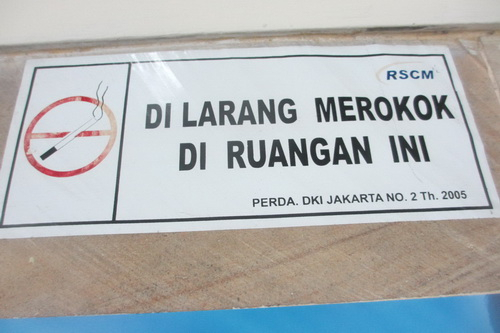 RSCM
DI LARANG MEROKOK
DI RUANGAN INI
PERDA. DKI JAKARTA NO. 2 Th. 2005